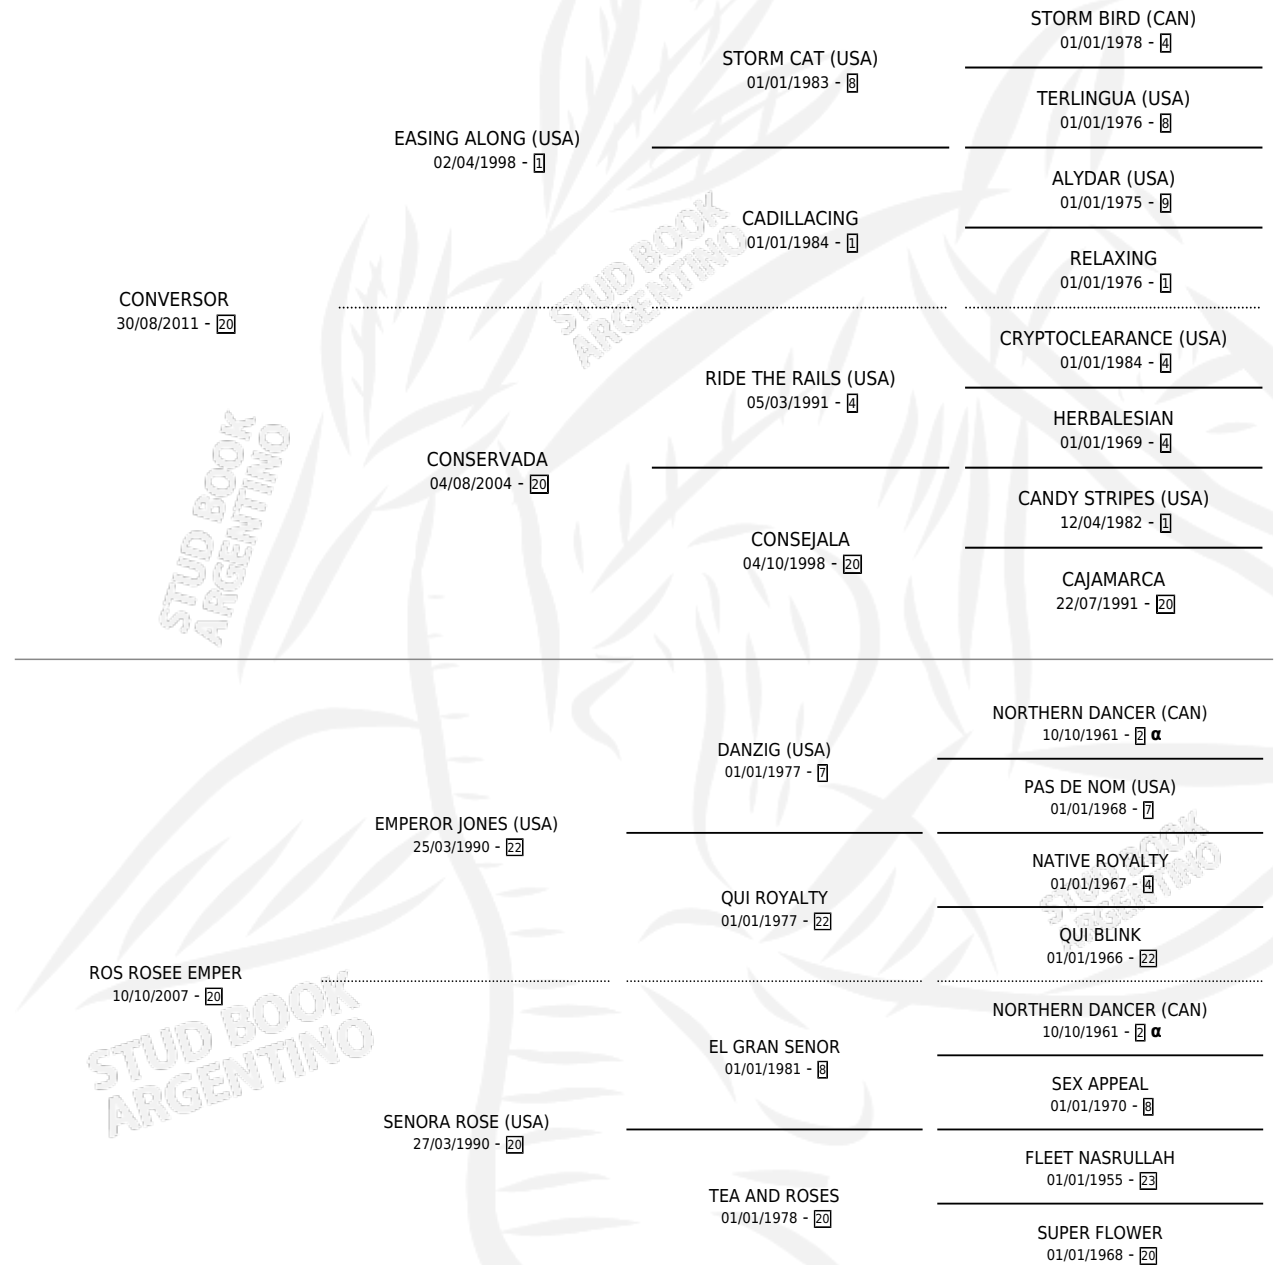 STORM BIRD (CAN)
01/01/1978 - 4
STORM CAT (USA)
01/01/1983 - 8
TERLINGUA (USA)
01/01/1976 - 8
EASING ALONG (USA)
02/04/1998 - 1
ALYDAR (USA)
01/01/1975 - 9
CADILLACING
01/01/1984 - 1
RELAXING
01/01/1976 - 1
CONVERSOR
30/08/2011 - 20
CRYPTOCLEARANCE (USA)
01/01/1984 - 4
RIDE THE RAILS (USA)
05/03/1991 - 4
HERBALESIAN
01/01/1969 - 4
CONSERVADA
04/08/2004 - 20
CANDY STRIPES (USA)
12/04/1982 - 1
CONSEJALA
04/10/1998 - 20
CAJAMARCA
22/07/1991 - 20
NORTHERN DANCER (CAN)
10/10/1961 - 2 α
DANZIG (USA)
01/01/1977 - 7
PAS DE NOM (USA)
01/01/1968 - 7
EMPEROR JONES (USA)
25/03/1990 - 22
NATIVE ROYALTY
01/01/1967 - 4
QUI ROYALTY
01/01/1977 - 22
QUI BLINK
01/01/1966 - 22
ROS ROSEE EMPER
10/10/2007 - 20
NORTHERN DANCER (CAN)
10/10/1961 - 2 α
EL GRAN SENOR
01/01/1981 - 8
SEX APPEAL
01/01/1970 - 8
SENORA ROSE (USA)
27/03/1990 - 20
FLEET NASRULLAH
01/01/1955 - 23
TEA AND ROSES
01/01/1978 - 20
SUPER FLOWER
01/01/1968 - 20
STUD BOOK
ARGENTINO
STUD BOOK
ARGENTINO
STUD BOOK
ARGENTINO
STUD BOOK
ARGENTINO